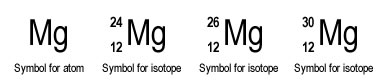 Mg
24
12 Mg
26
12 Mg
30
12 Mg
Symbol for atom
Symbol for isotope
Symbol for isotope
Symbol for isotope